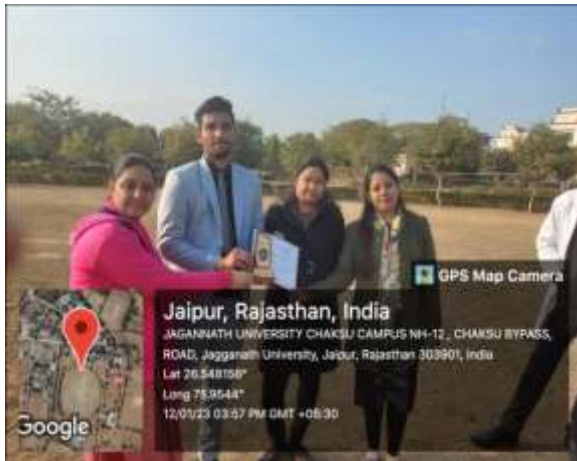 GPS Map Camera
Jaipur, Rajasthan, India
JAGANNATH UNIVERSITY CHAKSU CAMPUS NH-12 , CHAKSU BYPASS,
ROAD, Jagganath University, Jaipur, Rajasthan 303901, India
Lat 26.548156°
Long 75.9544°
12/01/23 03:57 PM GMT +05:30
Google